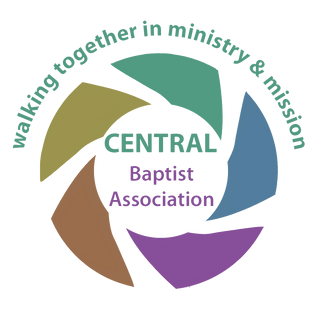 walking together in ministry & mission
CENTRAL
Baptist
Association